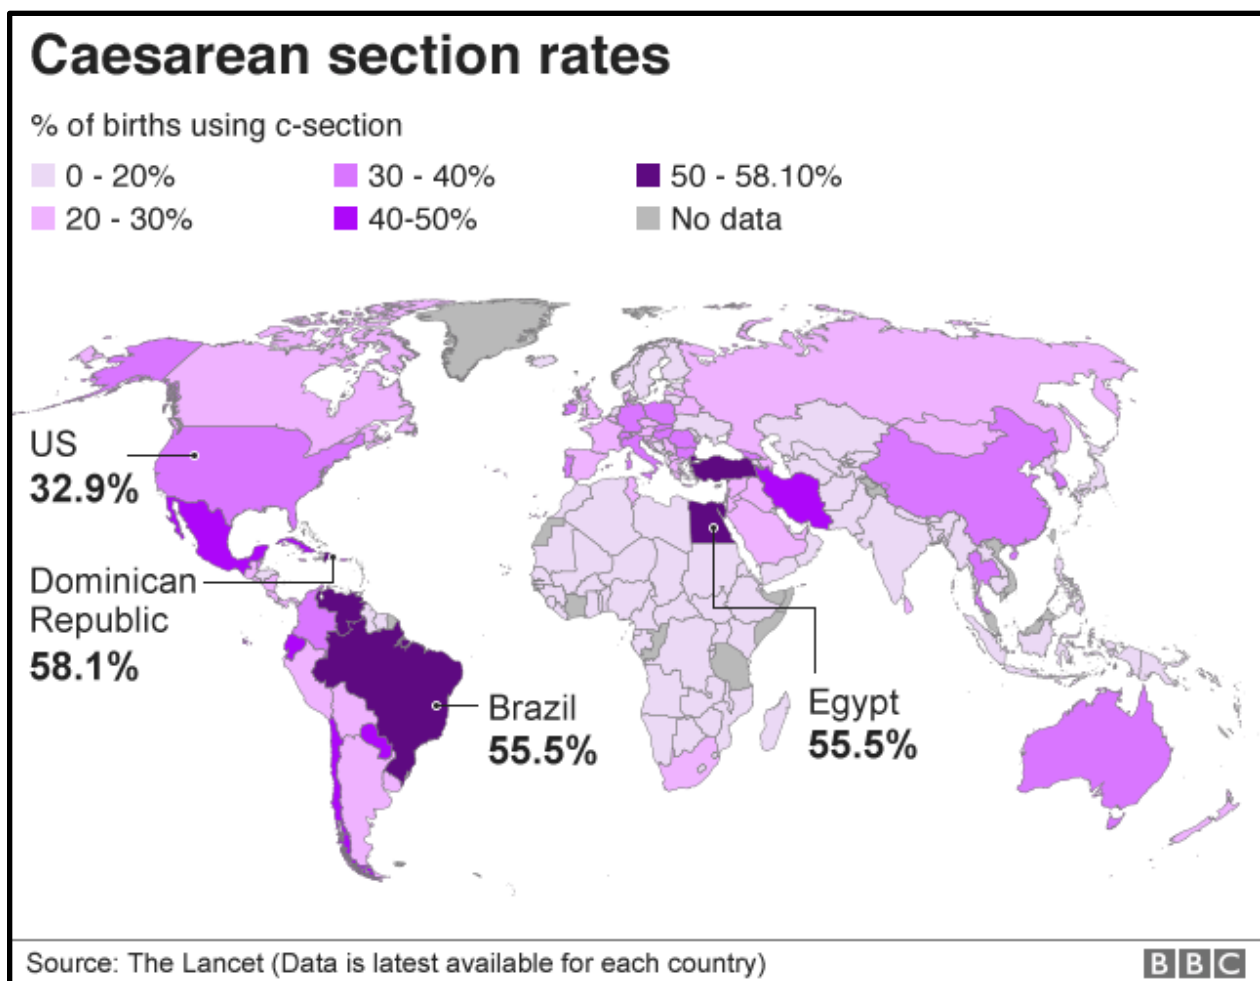 Caesarean section rates
% of births using c-section
0 - 20%
30 - 40%
50 - 58.10%
20 - 30%
40-50%
No data
US
32.9%
Dominican
Republic
58.1%
Brazil
55.5%
Egypt
55.5%
Source: The Lancet (Data is latest available for each country)
BBC